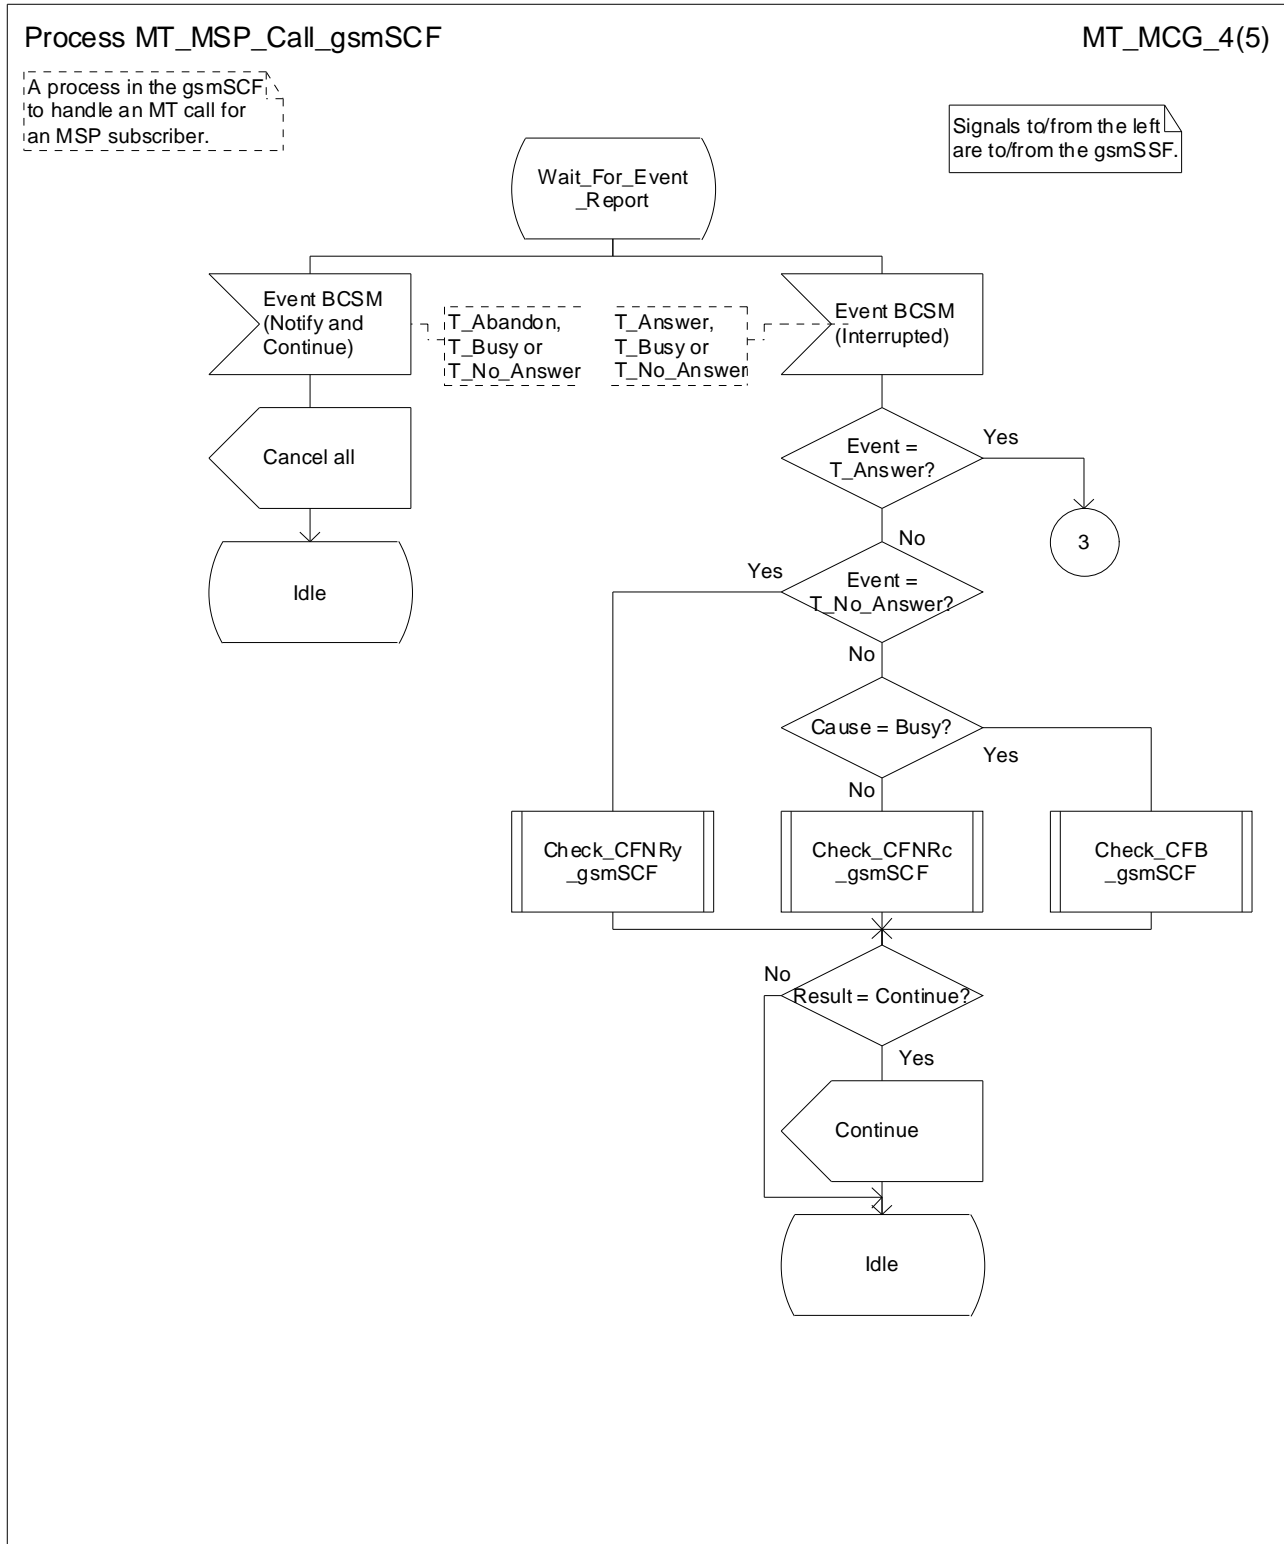 Process MT_MSP_Call_gsmSCF
MT_MCG_4(5)
A process in the gsmSCF
to handle an MT call for
an MSP subscriber.
Signals to/from the left
are to/from the gsmSSF.
Wait_For_Event
_Report
Event BCSM
(Notify and
Continue)
T_Abandon,
T_Busy or
T_No_Answer
T_Answer,
T_Busy or
T_No_Answer
Event BCSM
(Interrupted)
Cancel all
Event =
T_Answer?
Yes
3
No
Idle
Yes
Event =
T_No_Answer?
No
Cause = Busy?
Yes
No
Check_CFNRy
_gsmSCF
Check_CFNRc
_gsmSCF
Check_CFB
_gsmSCF
No
Result = Continue?
Yes
Continue
Idle